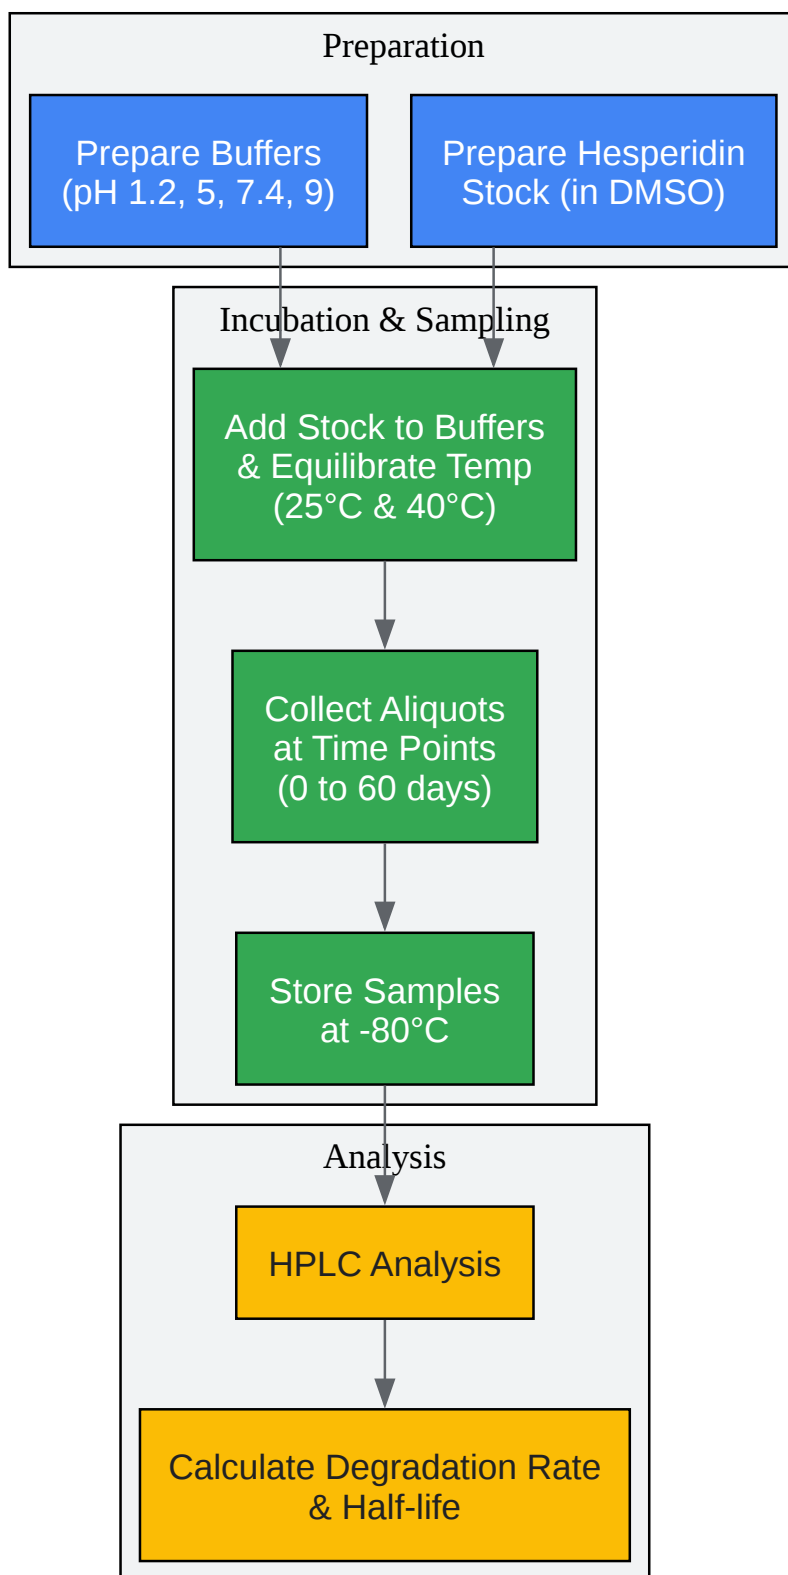 Preparation
Prepare Buffers
(pH 1.2, 5, 7.4, 9)
Prepare Hesperidin
Stock (in DMSO)
Incubation & Sampling
Add Stock to Buffers
& Equilibrate Temp
(25°C & 40°C)
Collect Aliquots
at Time Points
(0 to 60 days)
Store Samples
at -80°C
Analysis
HPLC Analysis
Calculate Degradation Rate
& Half-life